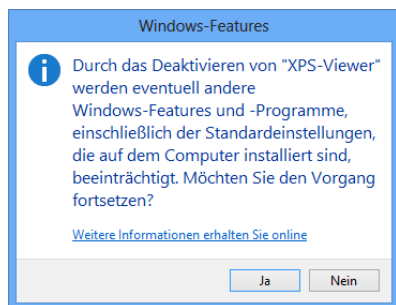 Windows-Features
Durch das Deaktivieren von "XPS-Viewer"
werden eventuell andere
Windows-Features und -Programme,
einschließlich der Standardeinstellungen,
die auf dem Computer installiert sind,
beeinträchtigt. Möchten Sie den Vorgang
fortsetzen?
Weitere Informationen erhalten Sie online
Ja Nein